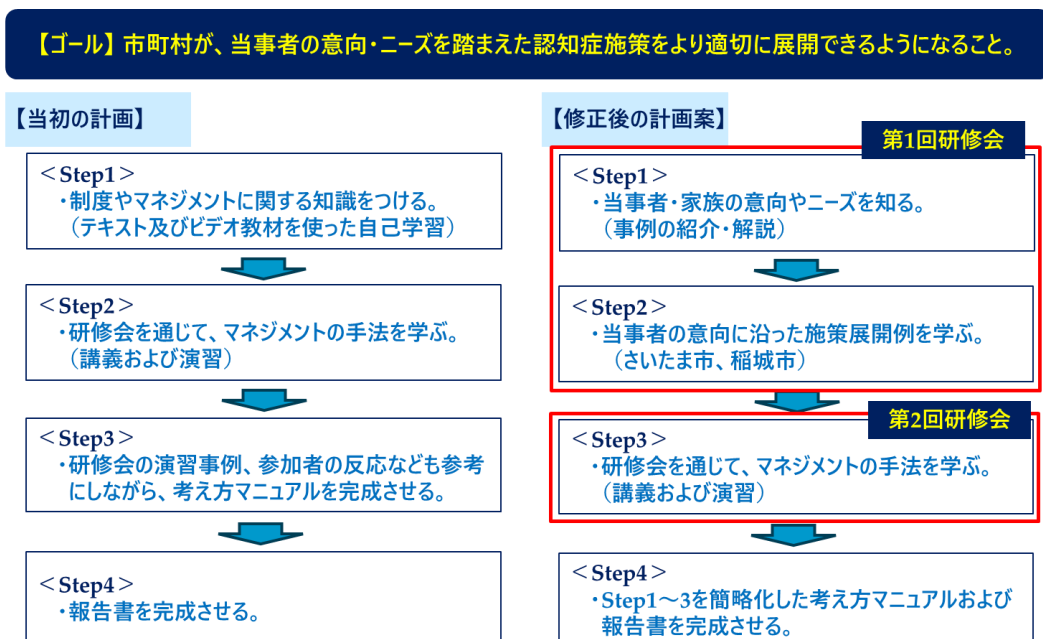 【ゴール】市町村が、当事者の意向・ニーズを踏まえた認知症施策をより適切に展開できるようになること。
【当初の計画】
<Step1>
・制度やマネジメントに関する知識をつける。
（テキスト及びビデオ教材を使った自己学習）
<Step2>
・研修会を通じて、マネジメントの手法を学ぶ。
（講義および演習）
<Step3>
・研修会の演習事例、参加者の反応なども参考
にしながら、考え方マニュアルを完成させる。
<Step4>
・報告書を完成させる。
【修正後の計画案】
第1回研修会
<Step1>
・当事者・家族の意向やニーズを知る。
（事例の紹介・解説）
<Step2>
・当事者の意向に沿った施策展開例を学ぶ。
（さいたま市、稲城市）
第2回研修会
<Step3>
・研修会を通じて、マネジメントの手法を学ぶ。
（講義および演習）
<Step4>
・Step1～3を簡略化した考え方マニュアルおよび
報告書を完成させる。